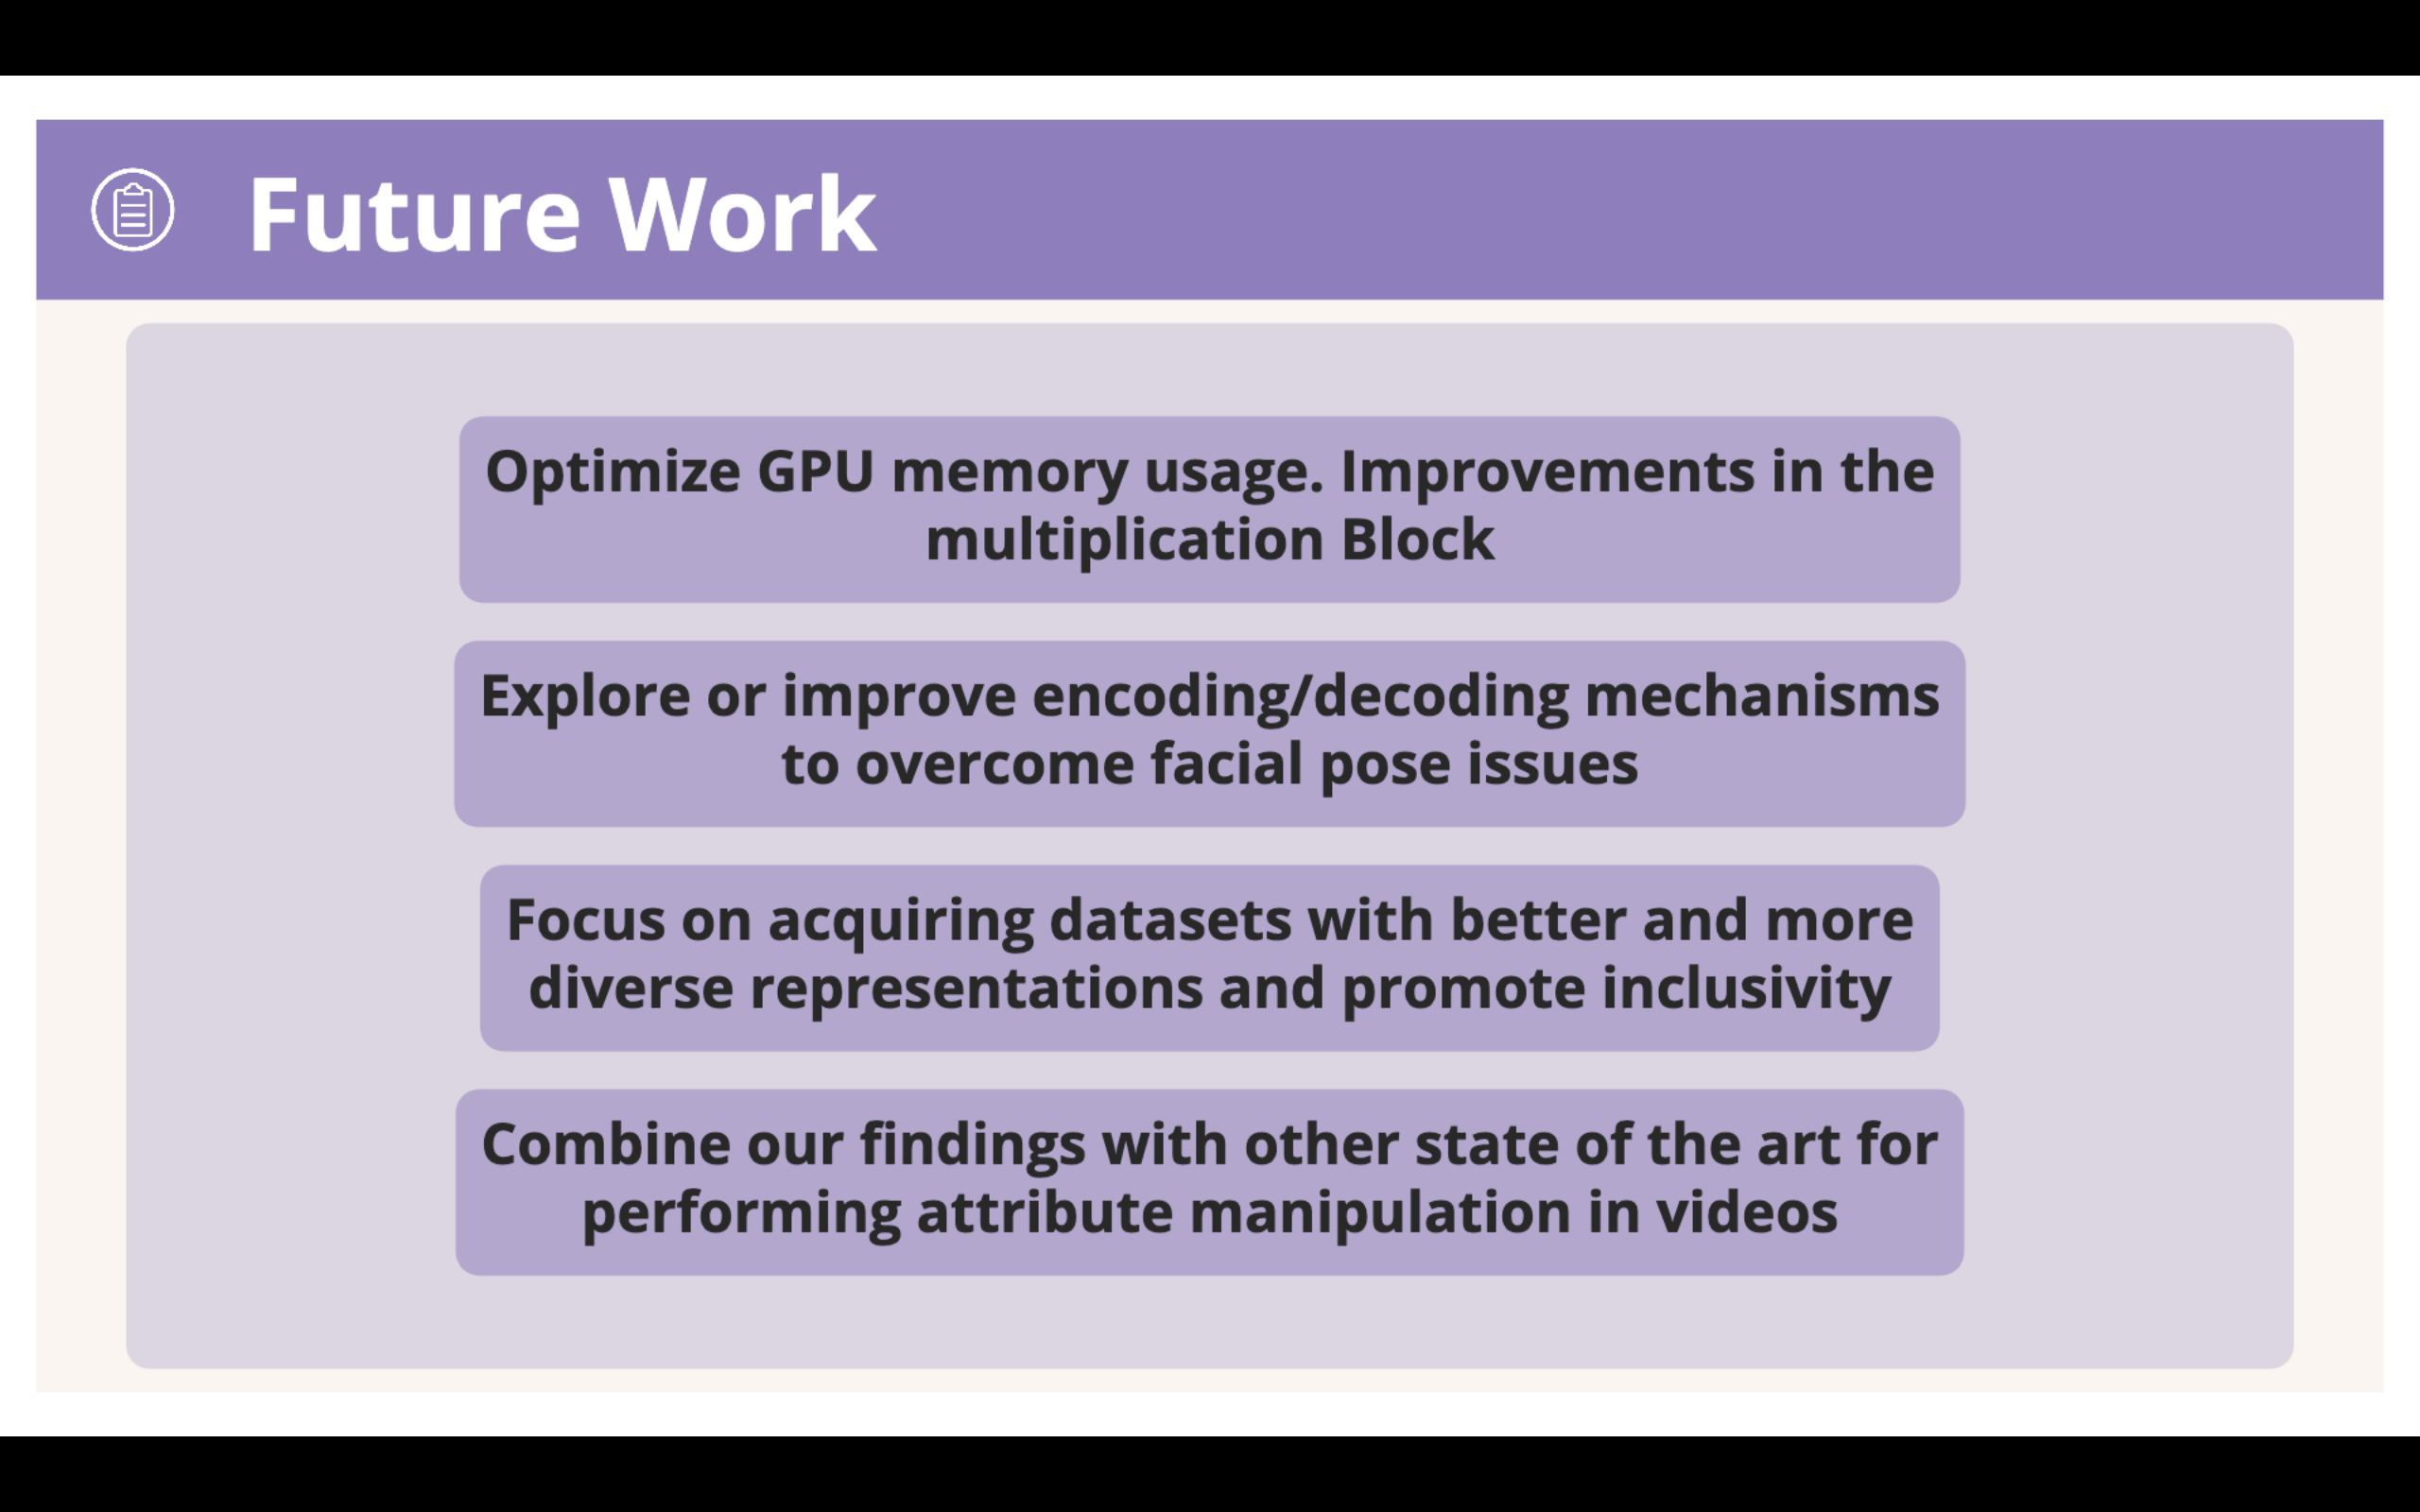 Future Work
Optimize GPU memory usage. Improvements in the
multiplication Block
Explore or improve encoding/decoding mechanisms
to overcome facial pose issues
Focus on acquiring datasets with better and more
diverse representations and promote inclusivity
Combine our findings with other state of the art for
performing attribute manipulation in videos